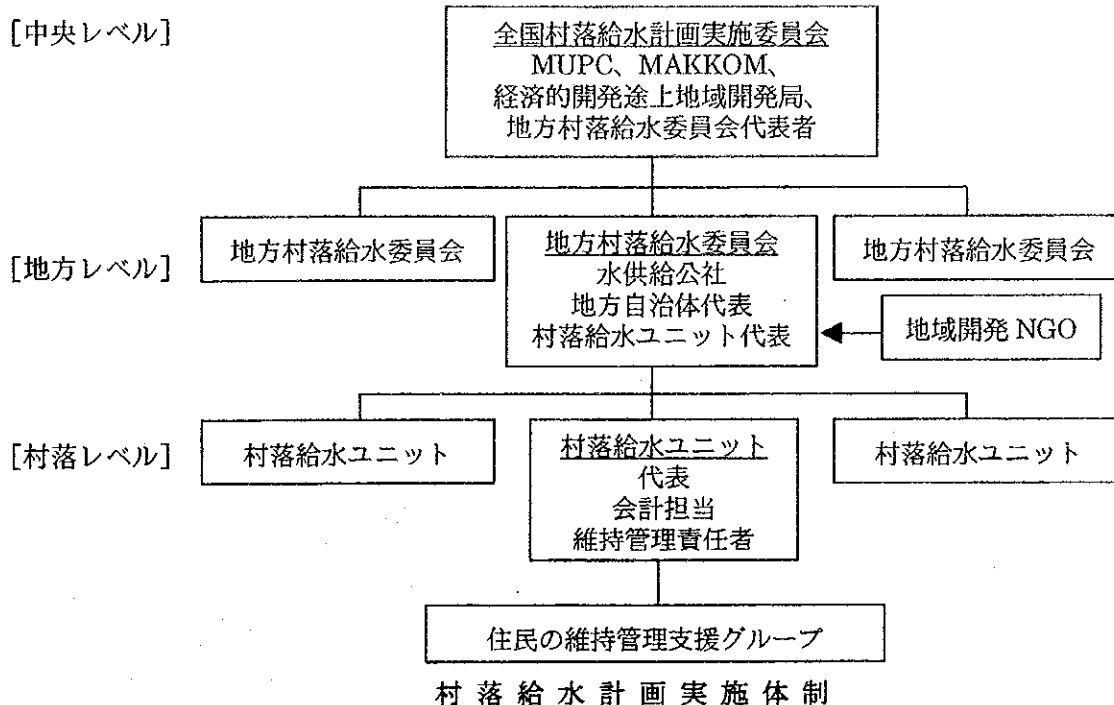 [中央レベル]
全国村落給水計画実施委員会
MUPC、MAKKOM、
経済的開発途上地域開発局、
地方村落給水委員会代表者
[地方レベル]
地方村落給水委員会
地方村落給水委員会
水供給公社
地方自治体代表
村落給水ユニット代表
地方村落給水委員会
地域開発 NGO
[村落レベル]
村落給水ユニット
村落給水ユニット
代表
会計担当
維持管理責任者
村落給水ユニット
住民の維持管理支援グループ
村落給水計画実施体制